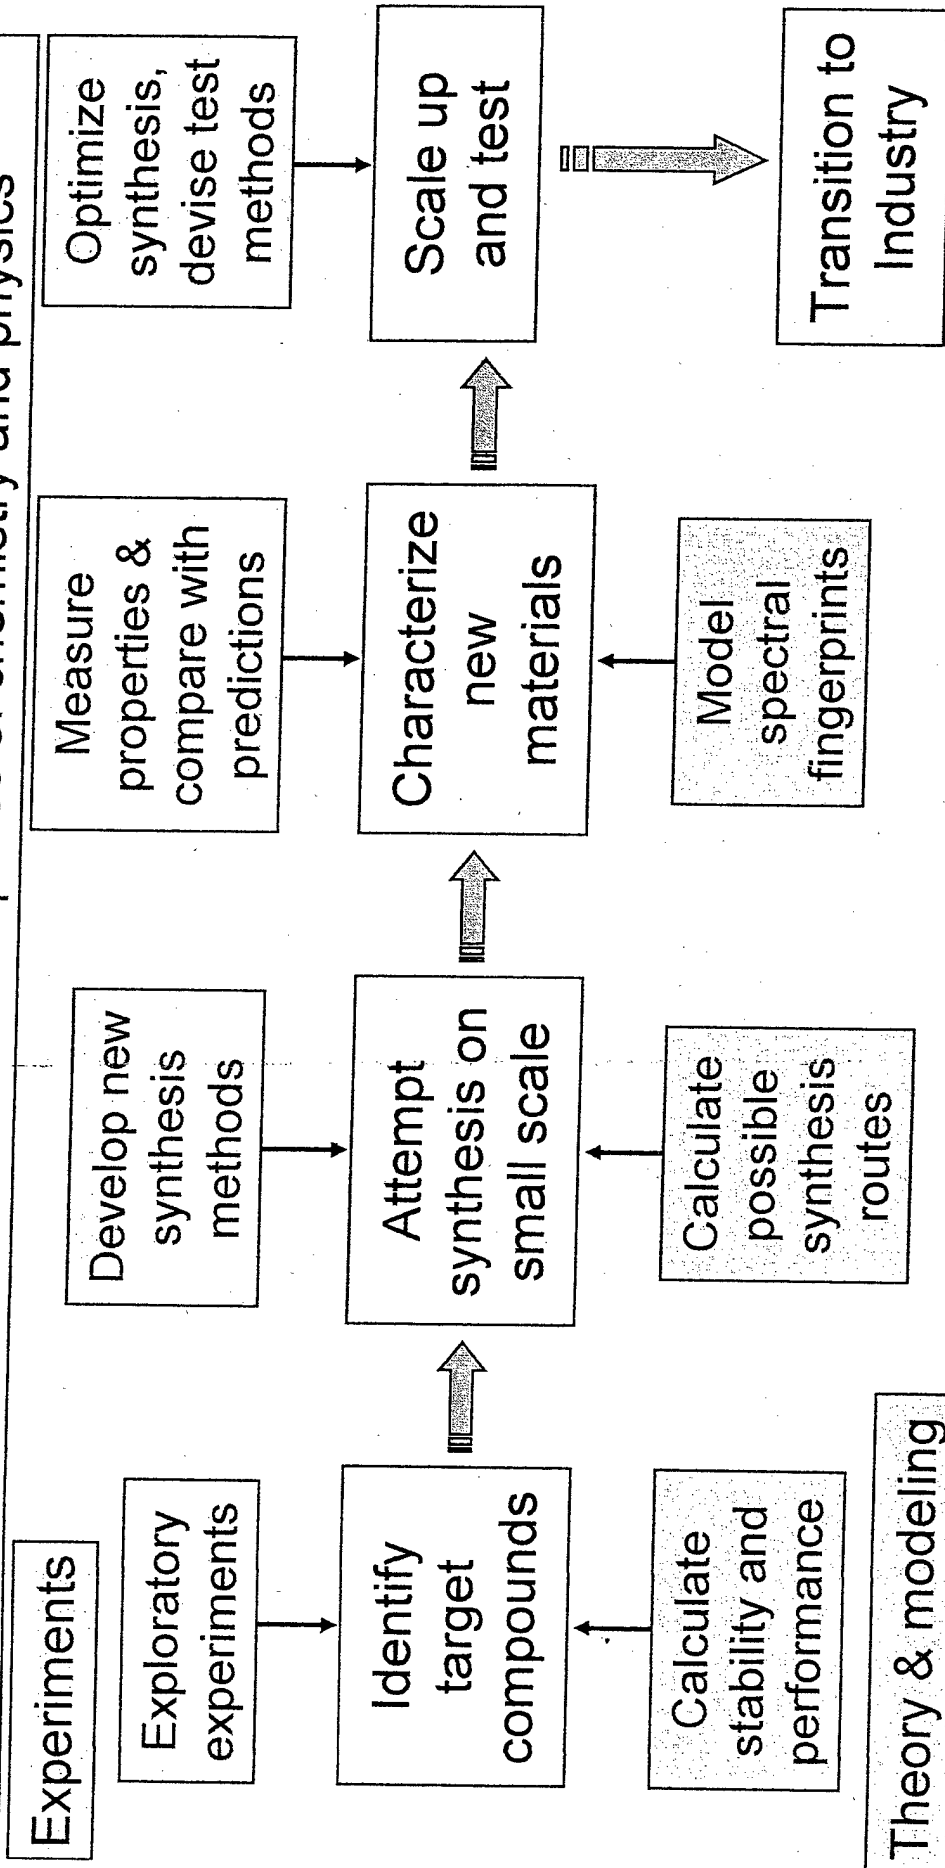 chemistry and physics
Experiments
Exploratory
experiments
Develop new
synthesis
methods
Measure
properties &
compare with
predictions
Optimize
synthesis,
devise test
methods
Identify
target
compounds
Attempt
synthesis on
small scale
Characterize
new
materials
Scale up
and test
Calculate
stability and
performance
Calculate
possible
synthesis
routes
Model
spectral
fingerprints
Transition to
Industry
Theory & modeling